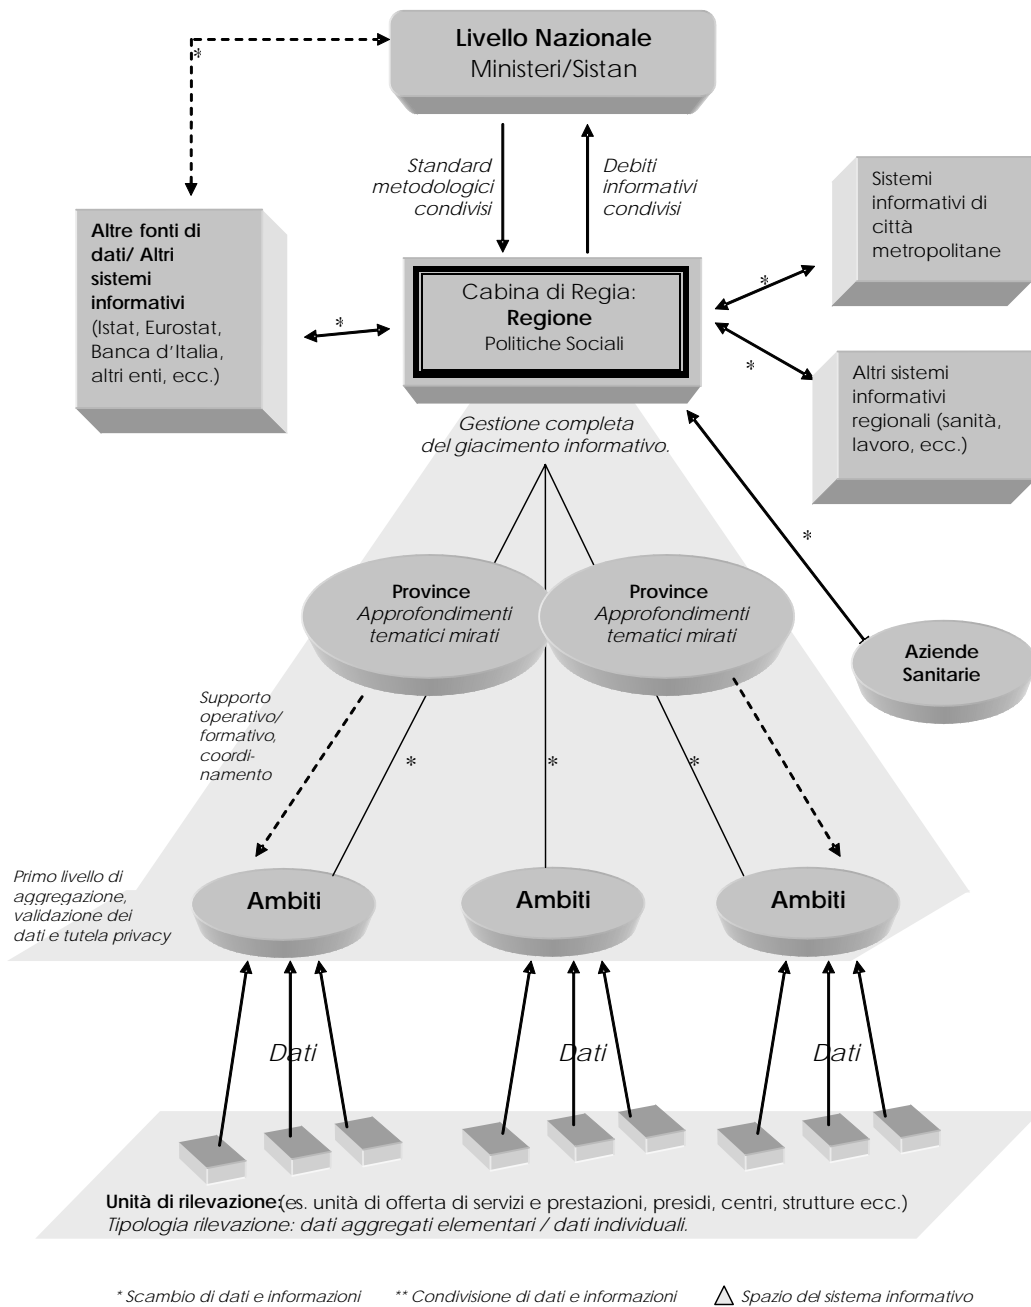 Livello Nazionale
Ministeri/Sistan
*
Standard
metodologici
condivisi
Debiti
informativi
condivisi
Sistemi
informativi di
città
metropolitane
Altre fonti di
dati/ Altri
sistemi
informativi
(Istat, Eurostat,
Banca d'Italia,
altri enti, ecc.)
*
Cabina di Regia:
Regione
Politiche Sociali
*
*
Altri sistemi
informativi
regionali (sanità,
lavoro, ecc.)
Gestione completa
del giacimento informativo.
*
Province
Approfondimenti
tematici mirati
Province
Approfondimenti
tematici mirati
Aziende
Sanitarie
Supporto
operativo/
formativo,
coordi-
namento
*
*
*
Primo livello di
aggregazione,
validazione dei
dati e tutela privacy
Ambiti
Ambiti
Ambiti
Dati
Dati
Dati
Unità di rilevazione:(es. unità di offerta di servizi e prestazioni, presidi, centri, strutture ecc.)
Tipologia rilevazione: dati aggregati elementari / dati individuali.
* Scambio di dati e informazioni ** Condivisione di dati e informazioni Spazio del sistema informativo